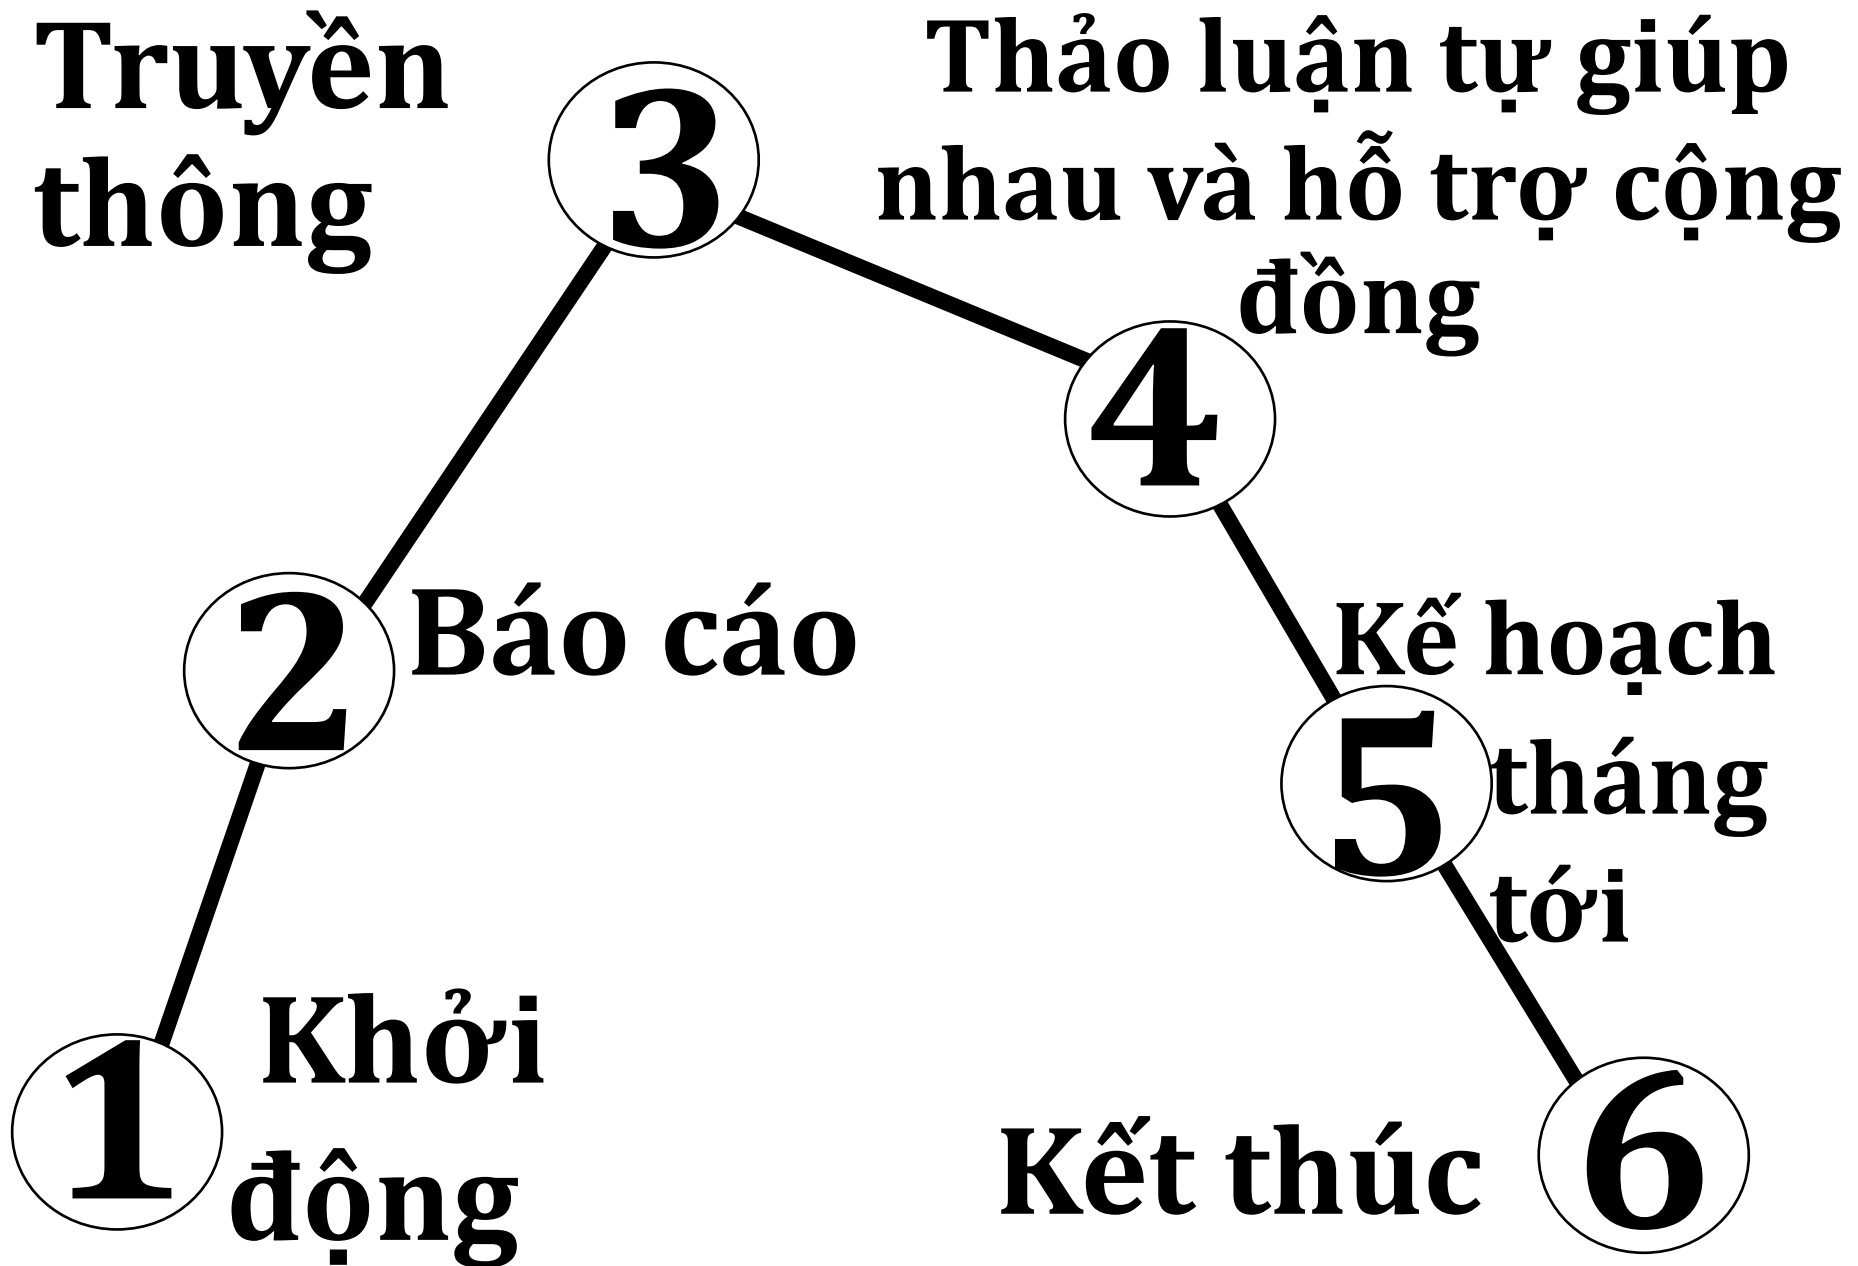 Truyền
thông
3
Thảo luận tự giúp
nhau và hỗ trợ cộng
đồng
4
2
Báo cáo
Kế hoạch
tháng
tới
5
1
Khởi
động
Kết thúc
6